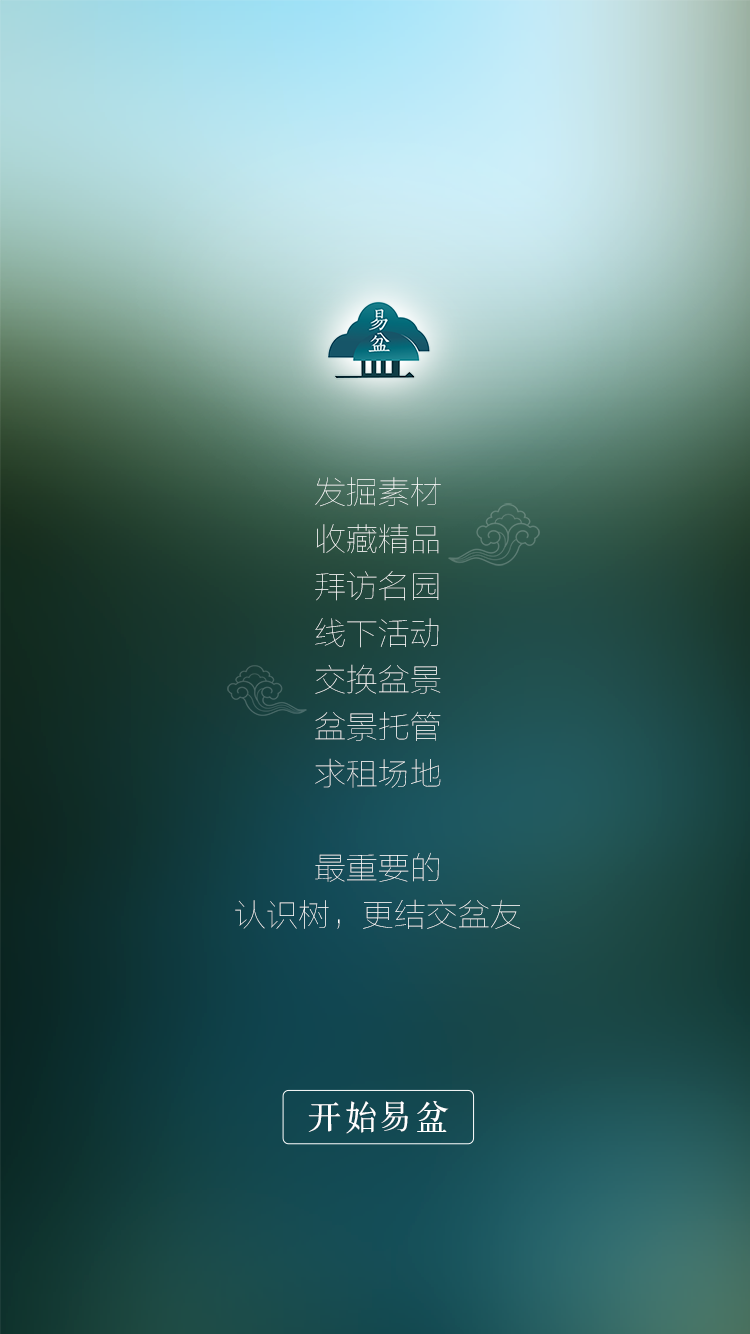 易
盆
发掘素材
收藏精品
拜访名园
线下活动
交换盆景
盆景托管
求租场地
最重要的
认识树，更结交盆友
开始易盆